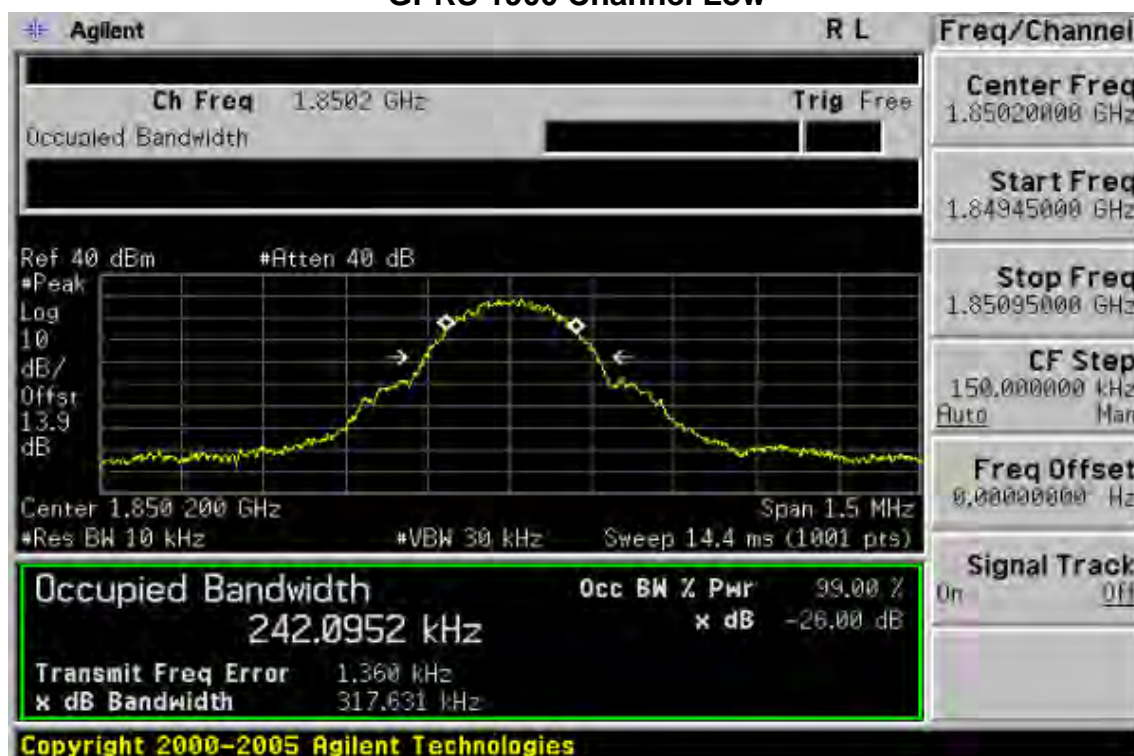 GPRS 1900 Channel Low
Agilent R L Freq/Channel
Ch Freq 1.8502 GHz Trig Free
Occupied Bandwidth
Center Freq
1.85020000 GHz
Start Freq
1.84945000 GHz
Stop Freq
1.85095000 GHz
CF Step
150.000000 kHz
Auto Man
Freq Offset
0.00000000 Hz
Signal Track
On Off
Ref 40 dBm #Atten 40 dB
#Peak
Log
10
dB/
Offst
13.9
dB
Center 1.850 200 GHz Span 1.5 MHz
#Res BW 10 kHz #VBW 30 kHz Sweep 14.4 ms (1001 pts)
Occupied Bandwidth Occ BW % Pwr 99.00 %
242.0952 kHz x dB -26.00 dB
Transmit Freq Error 1.360 kHz
x dB Bandwidth 317.631 kHz
Copyright 2000-2005 Agilent Technologies